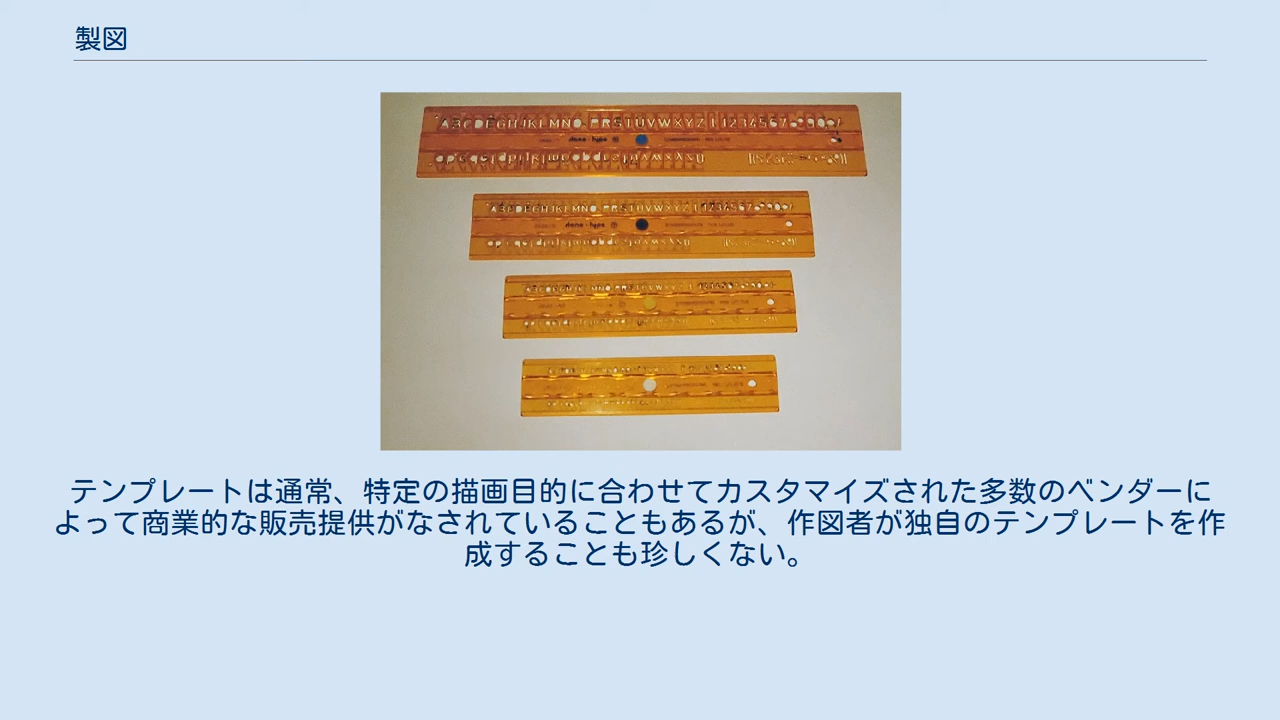 製図
ABCDEFGHIJKLMNO PRSTUVWXYZ 1234567890
テンプレートは通常、特定の描画目的に合わせてカスタマイズされた多数のベンダーに
よって商業的な販売提供がなされていることもあるが、作図者が独自のテンプレートを作
成することも珍しくない。